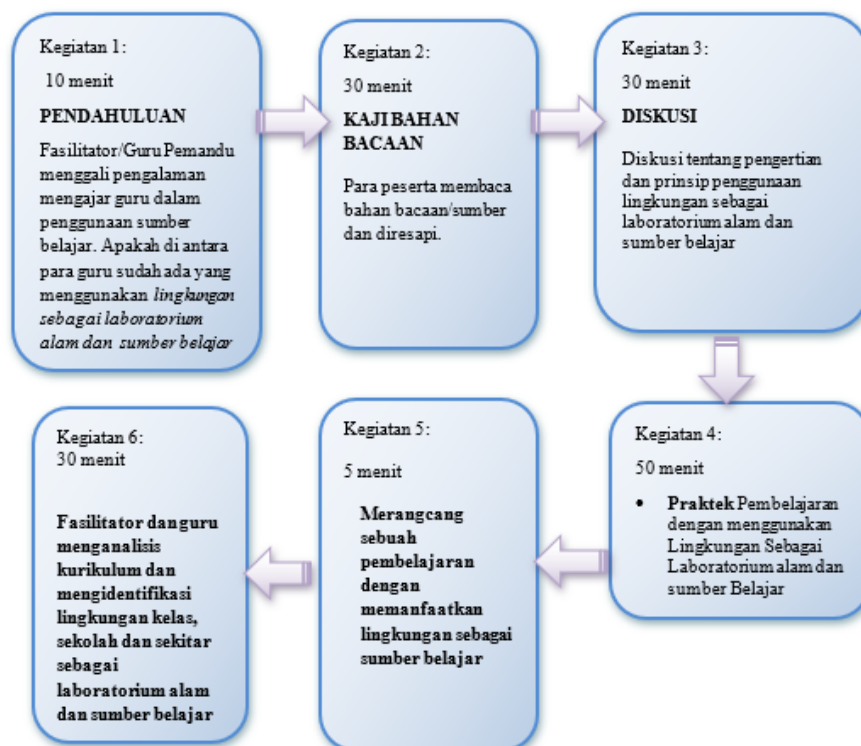 Kegiatan 1:
10 menit
PENDAHULUAN
Fasilitator/Guru Pemandu
menggali pengalaman
mengajar guru dalam
penggunaan sumber
belajar. Apakah di antara
para guru sudah ada yang
menggunakan lingkungan
sebagai laboratorium
alam dan sumber belajar
Kegiatan 2:
30 menit
KAJI BAHAN
BACAAN
Para peserta membaca
bahan bacaan/sumber
dan diresapi.
Kegiatan 3:
30 menit
DISKUSI
Diskusi tentang pengertian
dan prinsip penggunaan
lingkungan sebagai
laboratorium alam dan
sumber belajar
Kegiatan 4:
50 menit
• Praktek Pembelajaran
dengan menggunakan
Lingkungan Sebagai
Laboratorium alam dan
sumber Belajar
Kegiatan 5:
5 menit
Merangcang
sebuah
pembelajaran
dengan
memanfaatkan
lingkungan sebagai
sumber belajar
Kegiatan 6:
30 menit
Fasilitator dan guru
menganalisis
kurikulum dan
mengidentifikasi
lingkungan kelas,
sekolah dan sekitar
sebagai
laboratorium alam
dan sumber belajar